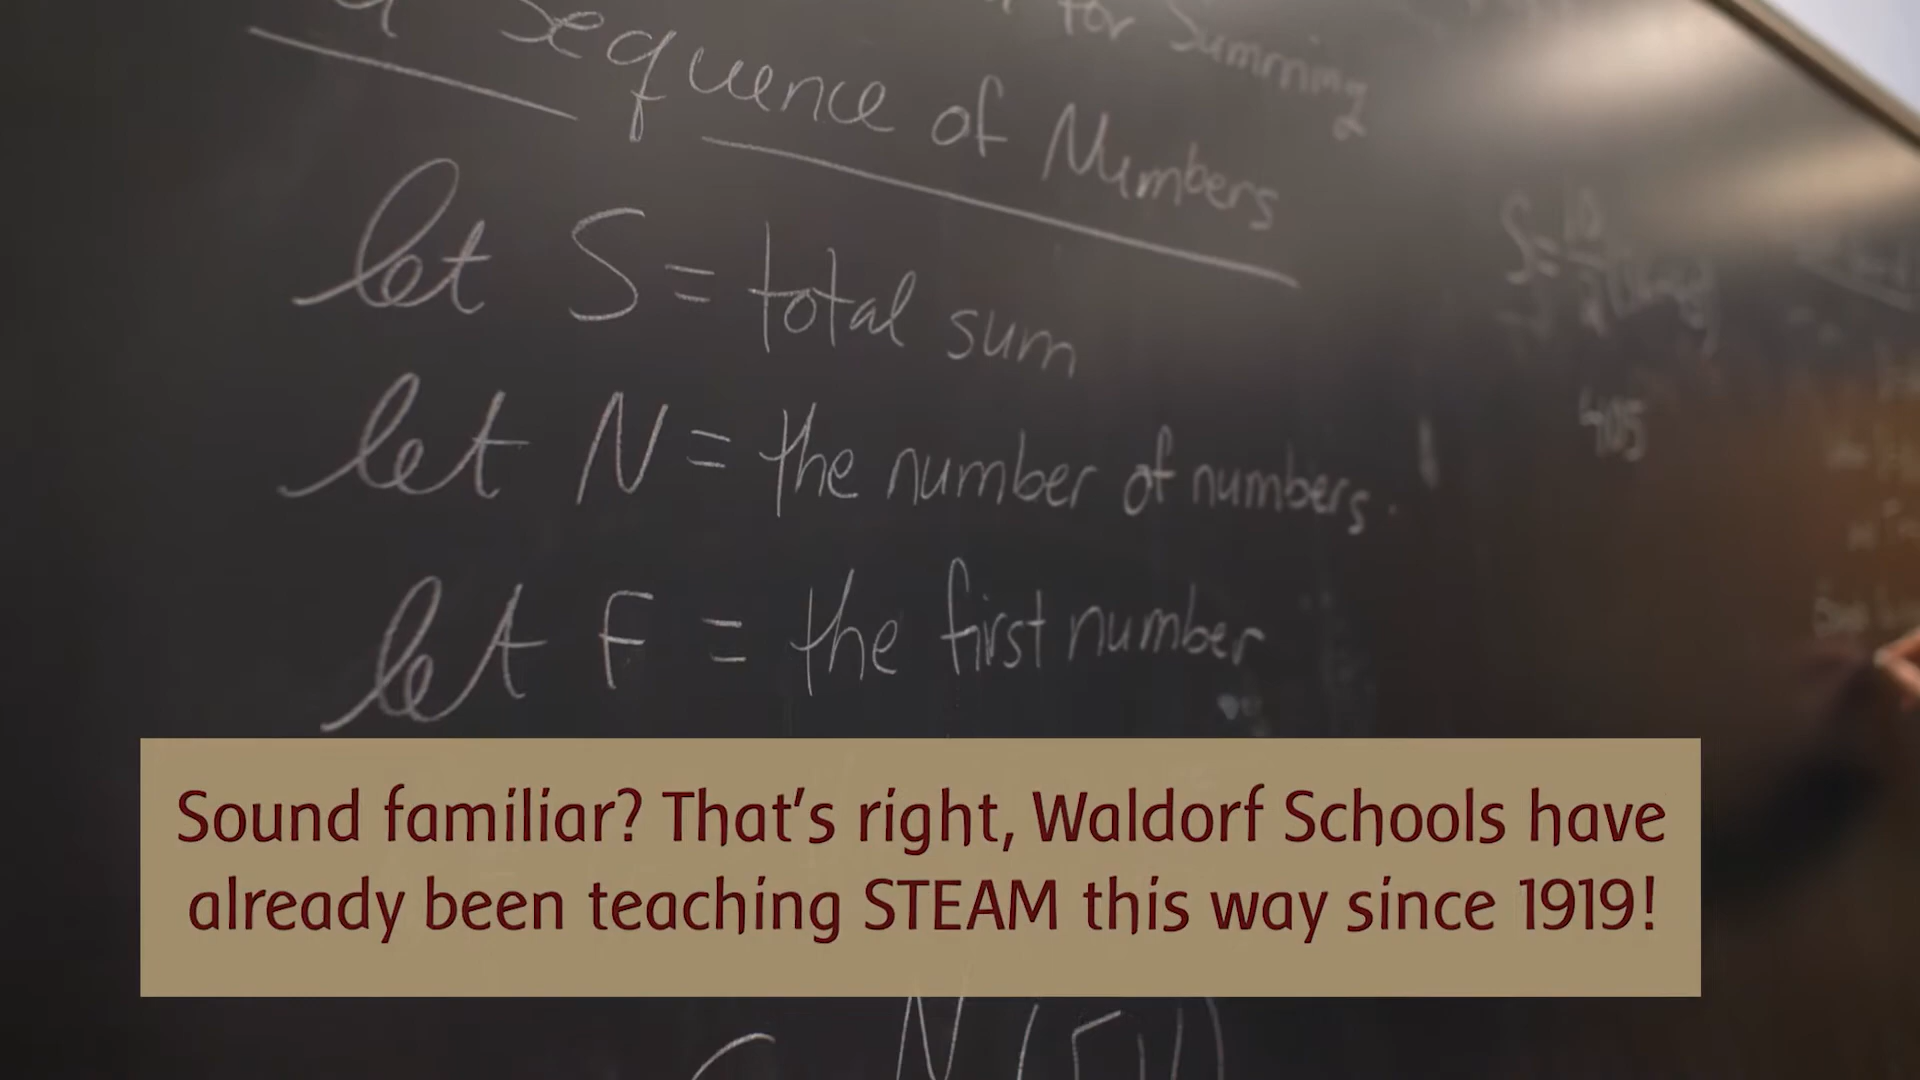 for Summing
a Sequence of Numbers
let S = total sum
let N = the number of numbers.
let F = the first number
405
Sound familiar? That's right, Waldorf Schools have
already been teaching STEAM this way since 1919!